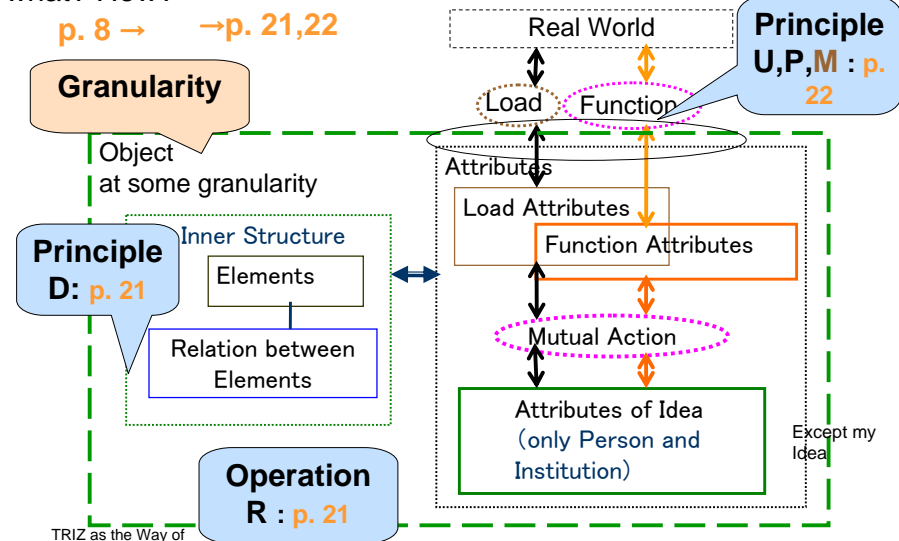 p. 8 → →p. 21,22
Real World
Principle
U,P,M : p.
22
Granularity
Load
Function
Object
at some granularity
Attributes
Load Attributes
Function Attributes
Inner Structure
Principle
D: p. 21
Elements
Relation between
Elements
Mutual Action
Attributes of Idea
(only Person and
Institution)
Except my
Idea
Operation
R : p. 21
TRIZ as the Way of